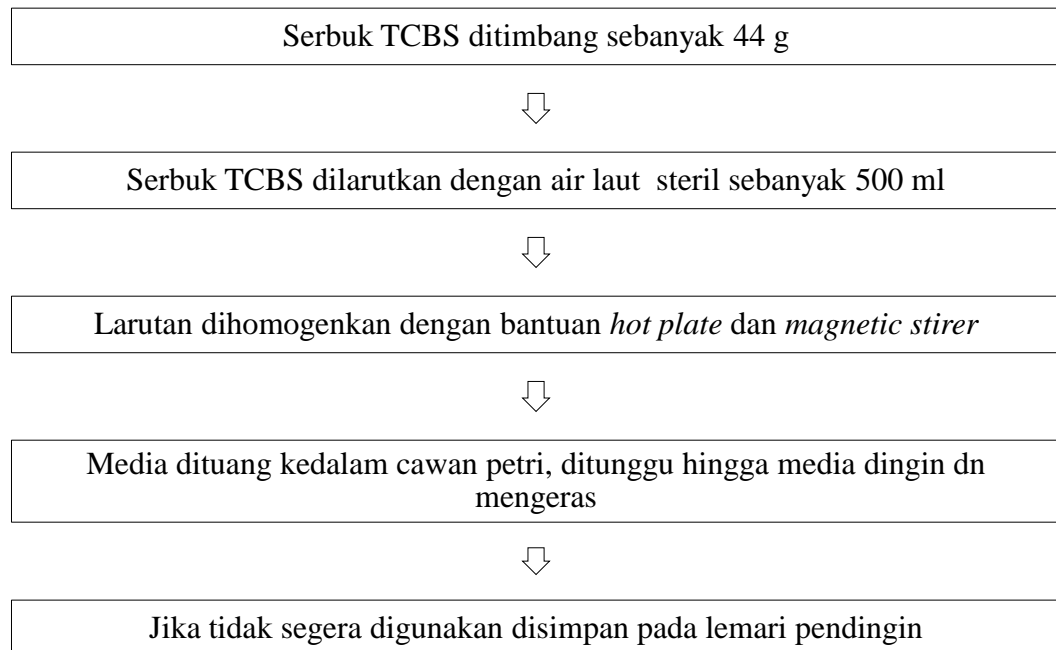 Serbuk TCBS ditimbang sebanyak 44 g
Serbuk TCBS dilarutkan dengan air laut steril sebanyak 500 ml
Larutan dihomogenkan dengan bantuan hot plate dan magnetic stirer
Media dituang kedalam cawan petri, ditunggu hingga media dingin dn
mengeras
Jika tidak segera digunakan disimpan pada lemari pendingin